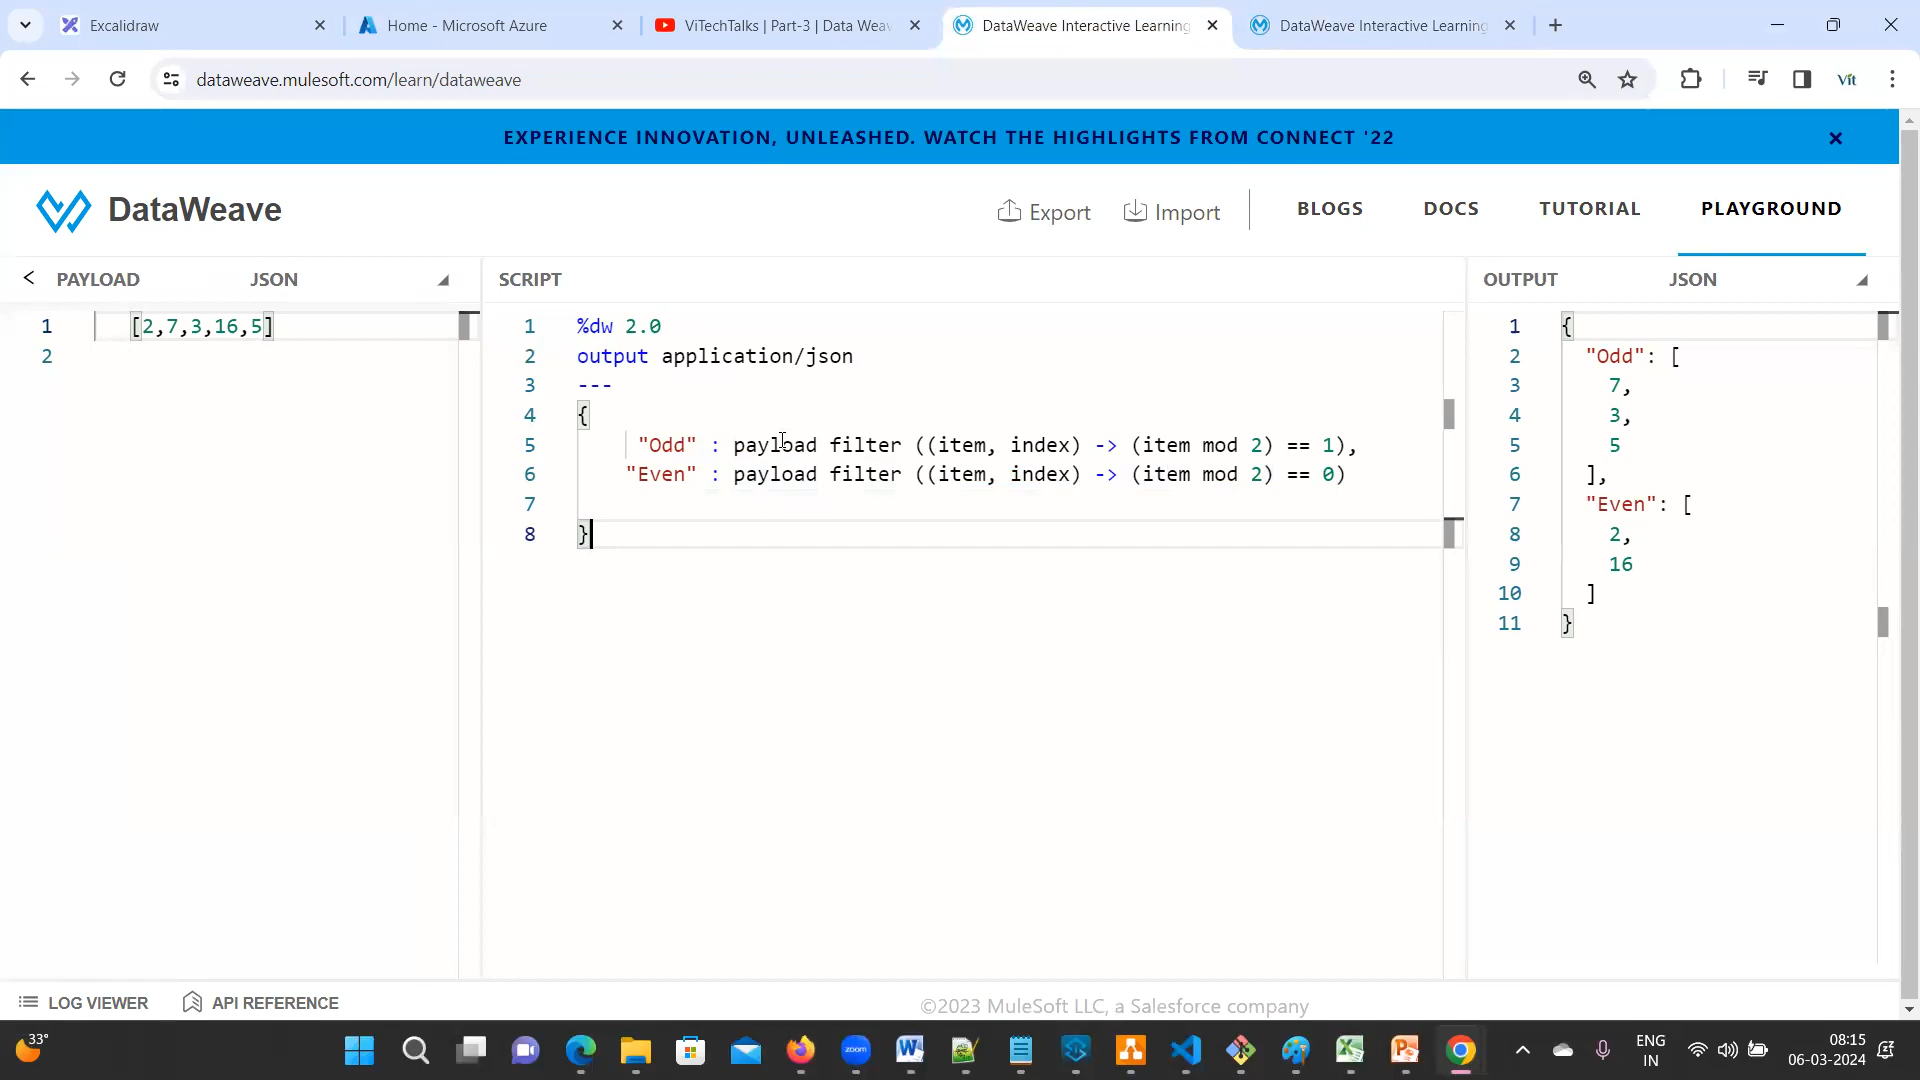 Excalidraw
Home - Microsoft Azure
ViTechTalks | Part-3 | Data Weav
DataWeave Interactive Learning
DataWeave Interactive Learning
dataweave.mulesoft.com/learn/dataweave
Vit
EXPERIENCE INNOVATION, UNLEASHED. WATCH THE HIGHLIGHTS FROM CONNECT '22
DataWeave
Export
Import
BLOGS
DOCS
TUTORIAL
PLAYGROUND
PAYLOAD JSON
1 [2,7,3,16,5]
2
SCRIPT
1 %dw 2.0
2 output application/json
3 ---
4 {
5 "Odd" : payload filter ((item, index) -> (item mod 2) == 1),
6 "Even" : payload filter ((item, index) -> (item mod 2) == 0)
7
8 }
OUTPUT JSON
1 {
2 "Odd": [
3 7,
4 3,
5 5
6 ],
7 "Even": [
8 2,
9 16
10 ]
11 }
LOG VIEWER
API REFERENCE
©2023 MuleSoft LLC, a Salesforce company
33°
zoom
ENG
IN
08:15
06-03-2024